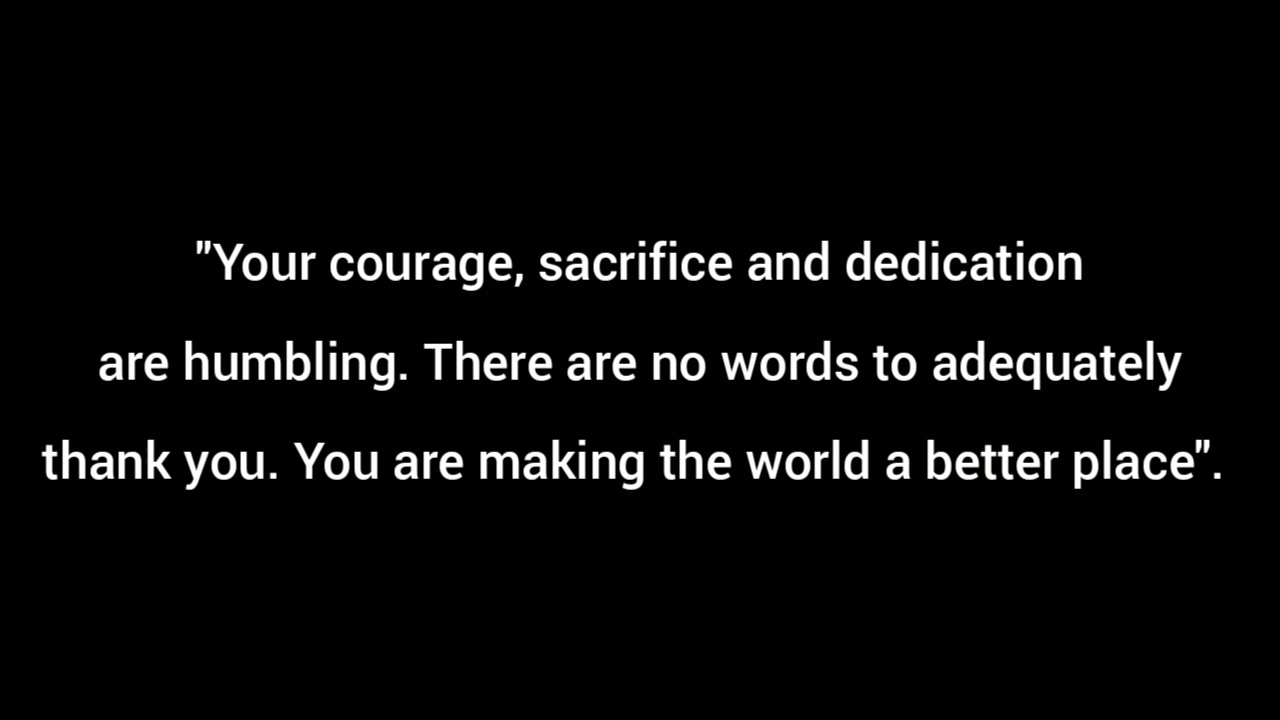 "Your courage, sacrifice and dedication
are humbling. There are no words to adequately
thank you. You are making the world a better place".